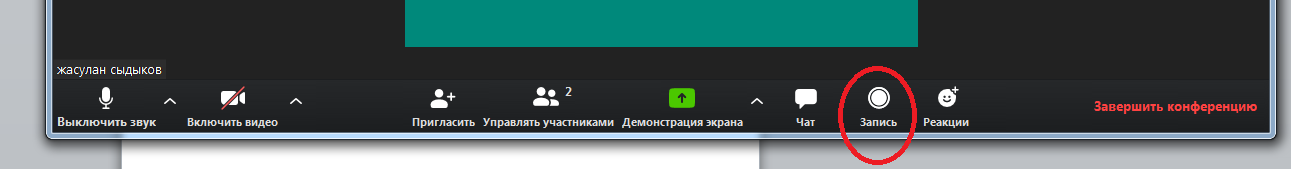 жасулан сыдыков
2
Выключить звук
Включить видео
Пригласить
Управлять участниками
Демонстрация экрана
Чат
Запись
Реакции
Завершить конференцию